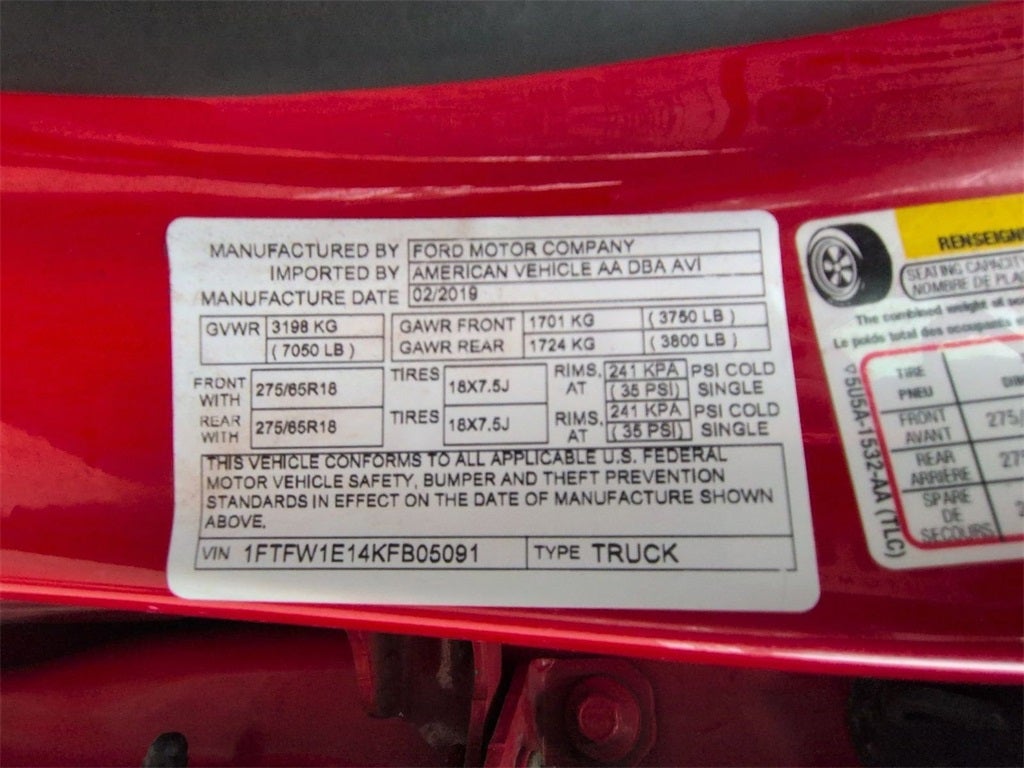 MANUFACTURED BY FORD MOTOR COMPANY
IMPORTED BY AMERICAN VEHICLE AA DBA AVI
MANUFACTURE DATE 02/2019
GVWR 3198 KG GAWR FRONT 1701 KG (3750 LB)
(7050 LB) GAWR REAR 1724 KG (3800 LB)
FRONT WITH 275/65R18 TIRES 18X7.5J RIMS, AT 241 KPA (35 PSI) PSI COLD SINGLE
REAR WITH 275/65R18 TIRES 18X7.5J RIMS, AT 241 KPA (35 PSI) PSI COLD SINGLE
THIS VEHICLE CONFORMS TO ALL APPLICABLE U.S. FEDERAL
MOTOR VEHICLE SAFETY, BUMPER AND THEFT PREVENTION
STANDARDS IN EFFECT ON THE DATE OF MANUFACTURE SHOWN
ABOVE.
VIN 1FTFW1E14KFB05091 TYPE TRUCK
SEATING CAPACITY
NOMBRE DE
The combined weight of
Le poids total des occupants
TIRE
PNEU
FRONT
AVANT 275/
REAR
ARRIÈRE
SPARE
DE
SECOURS
5U5A-1532-AA (TLC)